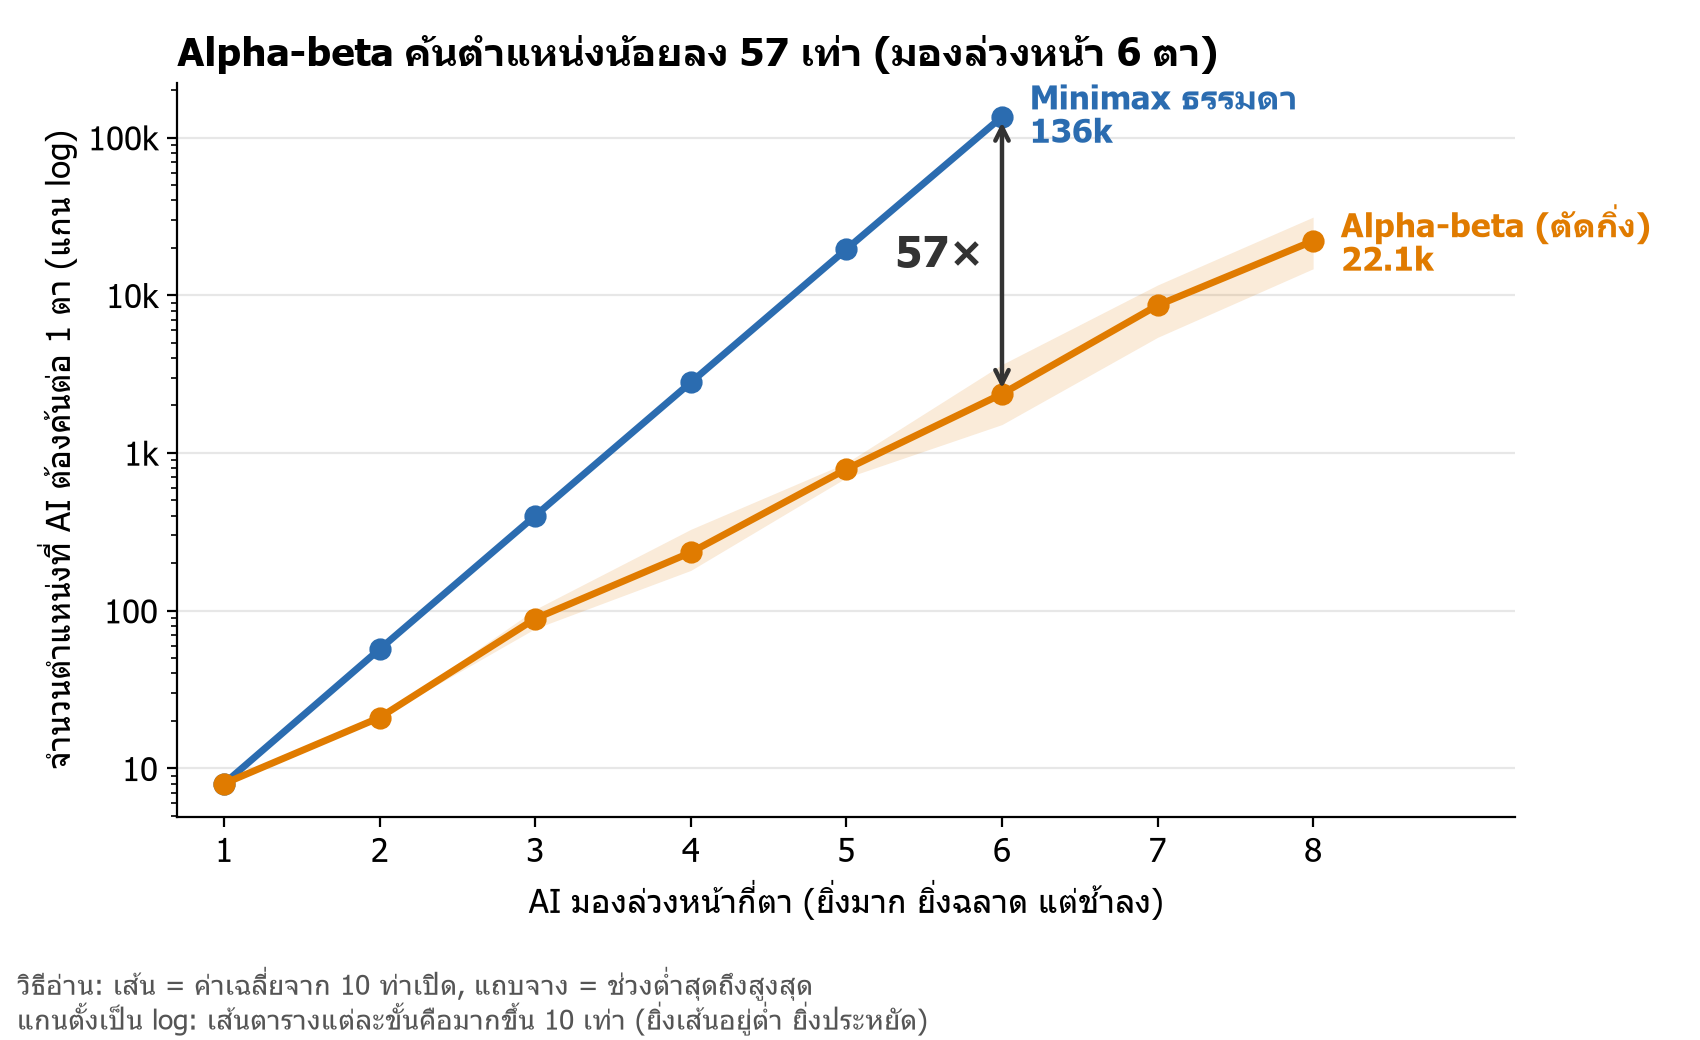 Alpha-beta ค้นตำแหน่งน้อยลง 57 เท่า (มองล่วงหน้า 6 ตา)
Minimax ธรรมดา
136k
Alpha-beta (ตัดกิ่ง)
22.1k
57×
จำนวนตำแหน่งที่ AI ต้องค้นต่อ 1 ตา (แกน log)
100k
10k
1k
100
10
1 2 3 4 5 6 7 8
AI มองล่วงหน้ากี่ตา (ยิ่งมาก ยิ่งฉลาด แต่ช้าลง)
วิธีอ่าน: เส้น = ค่าเฉลี่ยจาก 10 ท่าเปิด, แถบจาง = ช่วงต่ำสุดถึงสูงสุด
แกนตั้งเป็น log: เส้นตารางแต่ละขั้นคือมากขึ้น 10 เท่า (ยิ่งเส้นอยู่ต่ำ ยิ่งประหยัด)